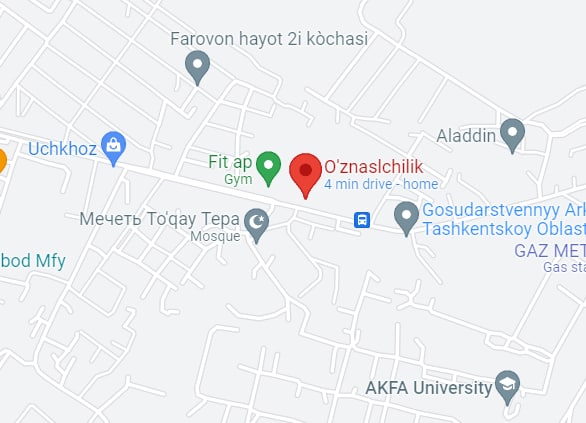 Farovon hayot 2i kòchasi
Aladdin
Uchkhoz
Fit ap
Gym
O'znaslchilik
4 min drive - home
Мечеть To'qay Тера
Mosque
Gosudarstvennyy Ark
Tashkentskoy Oblast
GAZ MET
Gas sta
bod Mfy
AKFA University